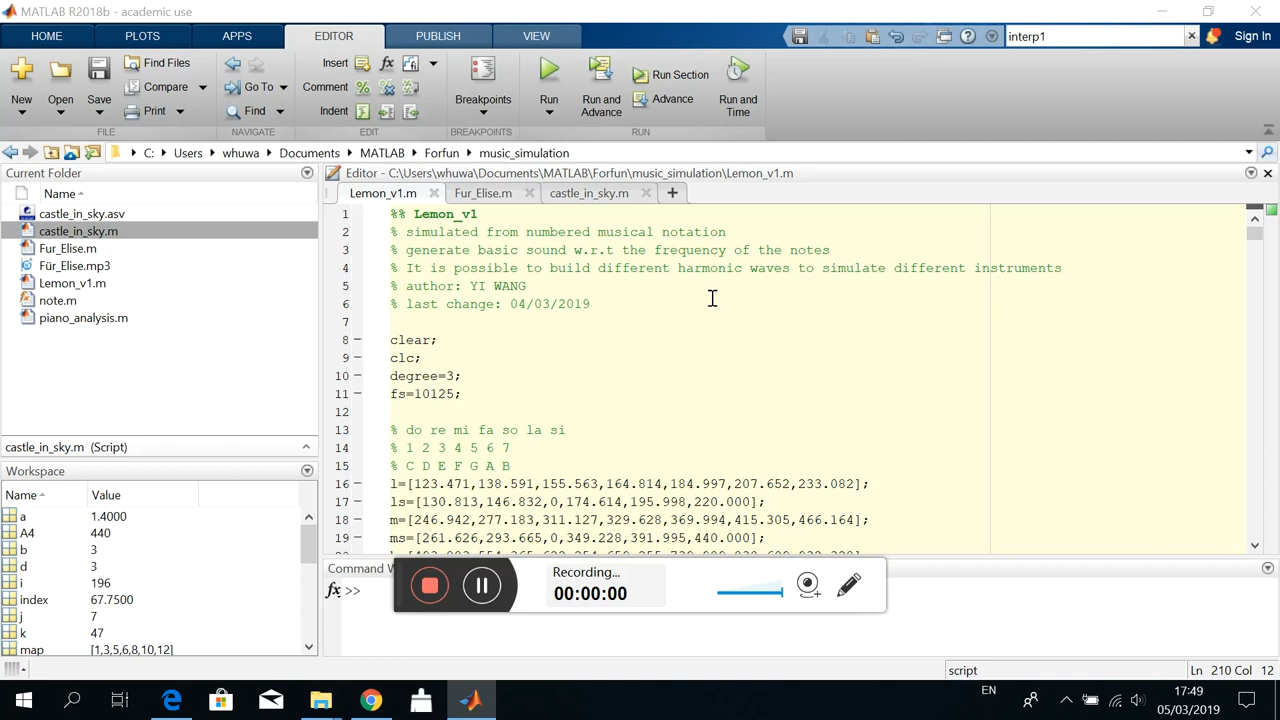 MATLAB R2018b - academic use
HOME PLOTS APPS EDITOR PUBLISH VIEW
interp1
Sign In
New
Open
Save
Find Files
Compare
Print
FILE
Go To
Find
NAVIGATE
Insert
Comment
Indent
EDIT
Breakpoints
BREAKPOINTS
Run
Run and Advance
Run Section
Advance
Run and Time
RUN
C: Users whuwa Documents MATLAB Forfun music_simulation
Current Folder
Name
castle_in_sky.asv
castle_in_sky.m
Fur_Elise.m
Für_Elise.mp3
Lemon_v1.m
note.m
piano_analysis.m
castle_in_sky.m (Script)
Workspace
Name Value
a 1.4000
A4 440
b 3
d 3
i 196
index 67.7500
j 7
k 47
map [1,3,5,6,8,10,12]
Editor - C:\Users\whuwa\Documents\MATLAB\Forfun\music_simulation\Lemon_v1.m
Lemon_v1.m Fur_Elise.m castle_in_sky.m
1 %% Lemon_v1
2 % simulated from numbered musical notation
3 % generate basic sound w.r.t the frequency of the notes
4 % It is possible to build different harmonic waves to simulate different instruments
5 % author: YI WANG
6 % last change: 04/03/2019
7
8 clear;
9 clc;
10 degree=3;
11 fs=10125;
12
13 % do re mi fa so la si
14 % 1 2 3 4 5 6 7
15 % C D E F G A B
16 l=[123.471,138.591,155.563,164.814,184.997,207.652,233.082];
17 ls=[130.813,146.832,0,174.614,195.998,220.000];
18 m=[246.942,277.183,311.127,329.628,369.994,415.305,466.164];
19 ms=[261.626,293.665,0,349.228,391.995,440.000];
Command W
fx >>
Recording...
00:00:00
script
Ln 210 Col 12
EN
17:49
05/03/2019